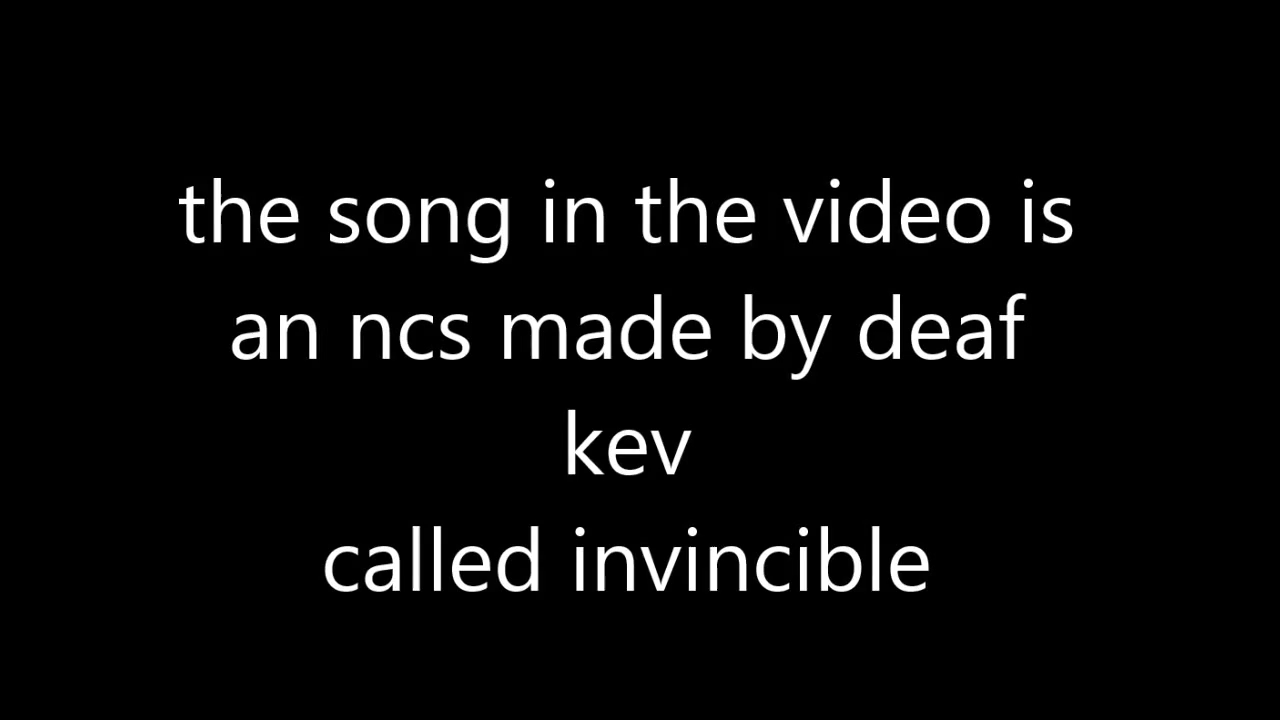 the song in the video is
an ncs made by deaf
kev
called invincible